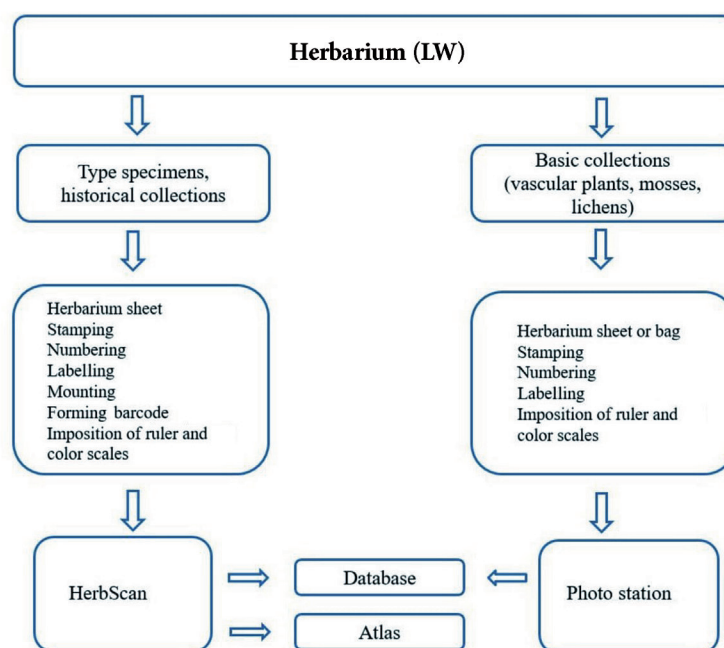 Herbarium (LW)
Type specimens,
historical collections
Basic collections
(vascular plants, mosses,
lichens)
Herbarium sheet
Stamping
Numbering
Labelling
Mounting
Forming barcode
Imposition of ruler and
color scales
Herbarium sheet or bag
Stamping
Numbering
Labelling
Imposition of ruler and
color scales
HerbScan
Database
Atlas
Photo station